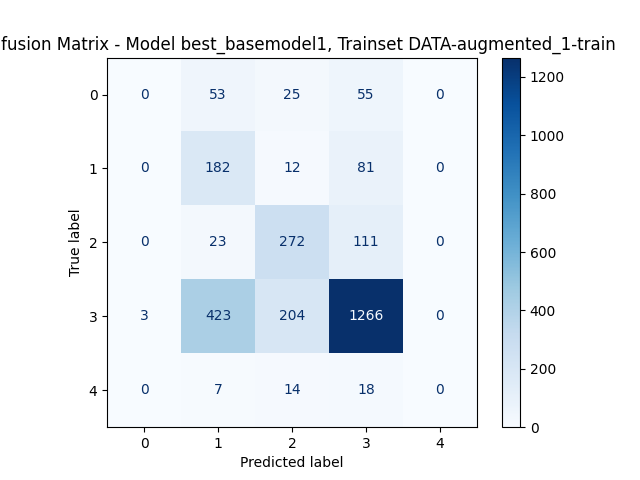 fusion Matrix - Model best_basemodel1, Trainset DATA-augmented_1-train
0 0 53 25 55 0
1 0 182 12 81 0
2 0 23 272 111 0
3 3 423 204 1266 0
4 0 7 14 18 0
0 1 2 3 4
Predicted label
True label
1200
1000
800
600
400
200
0